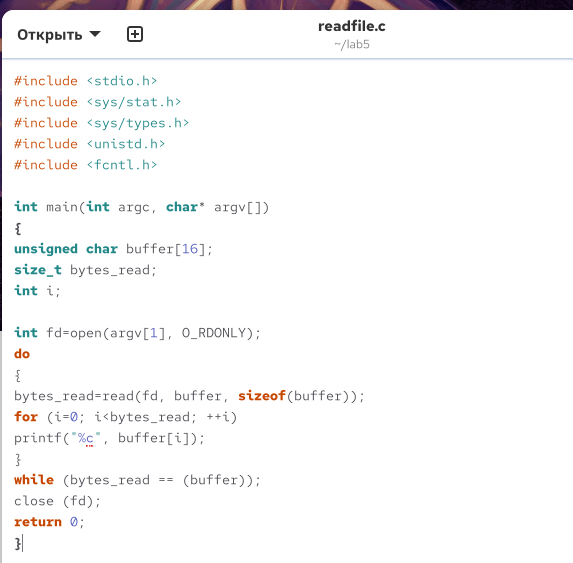 Открыть
readfile.c
~/lab5
#include <stdio.h>
#include <sys/stat.h>
#include <sys/types.h>
#include <unistd.h>
#include <fcntl.h>
int main(int argc, char* argv[])
{
unsigned char buffer[16];
size_t bytes_read;
int i;
int fd=open(argv[1], O_RDONLY);
do
{
bytes_read=read(fd, buffer, sizeof(buffer));
for (i=0; i<bytes_read; ++i)
printf("%c", buffer[i]);
}
while (bytes_read == (buffer));
close (fd);
return 0;
}